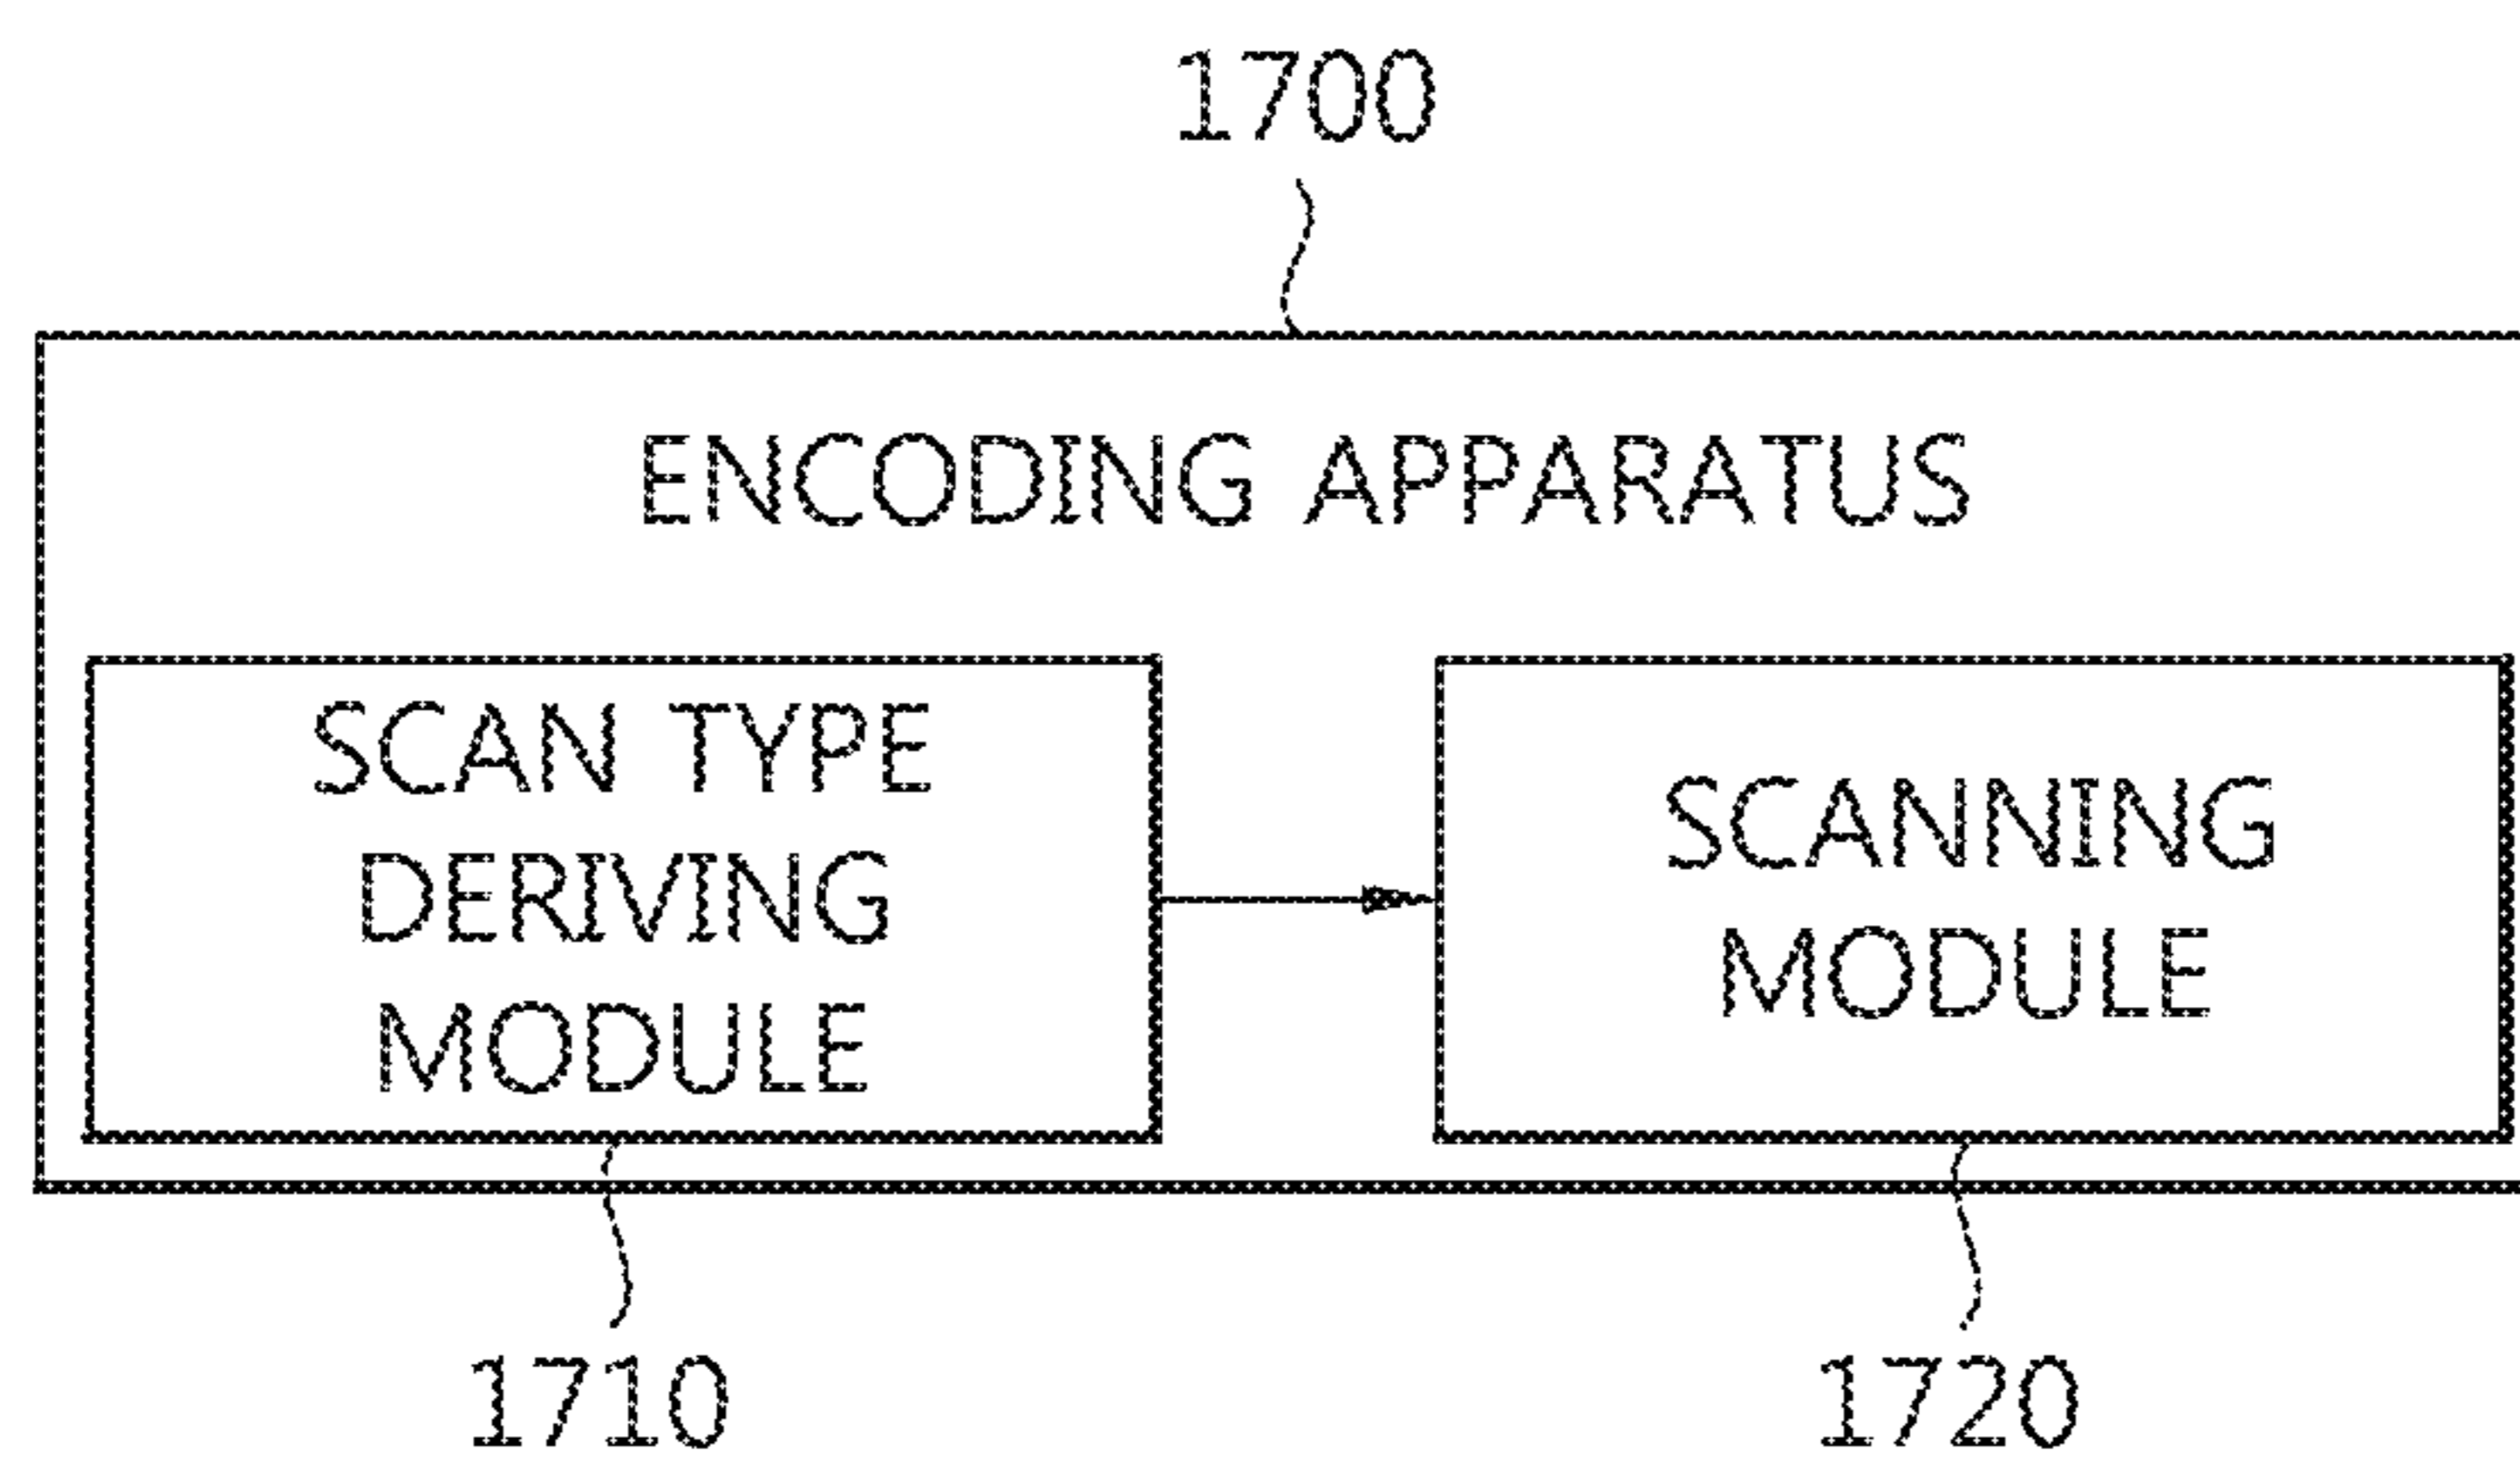 1700
ENCODING APPARATUS
SCAN TYPE
DERIVING
MODULE
SCANNING
MODULE
1710
1720